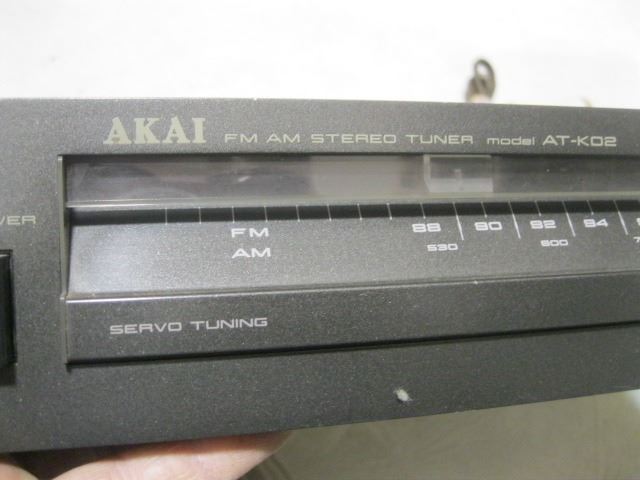 AKAI FM AM STEREO TUNER model AT-K02
FM 88 90 92 94
AM 530 600
SERVO TUNING